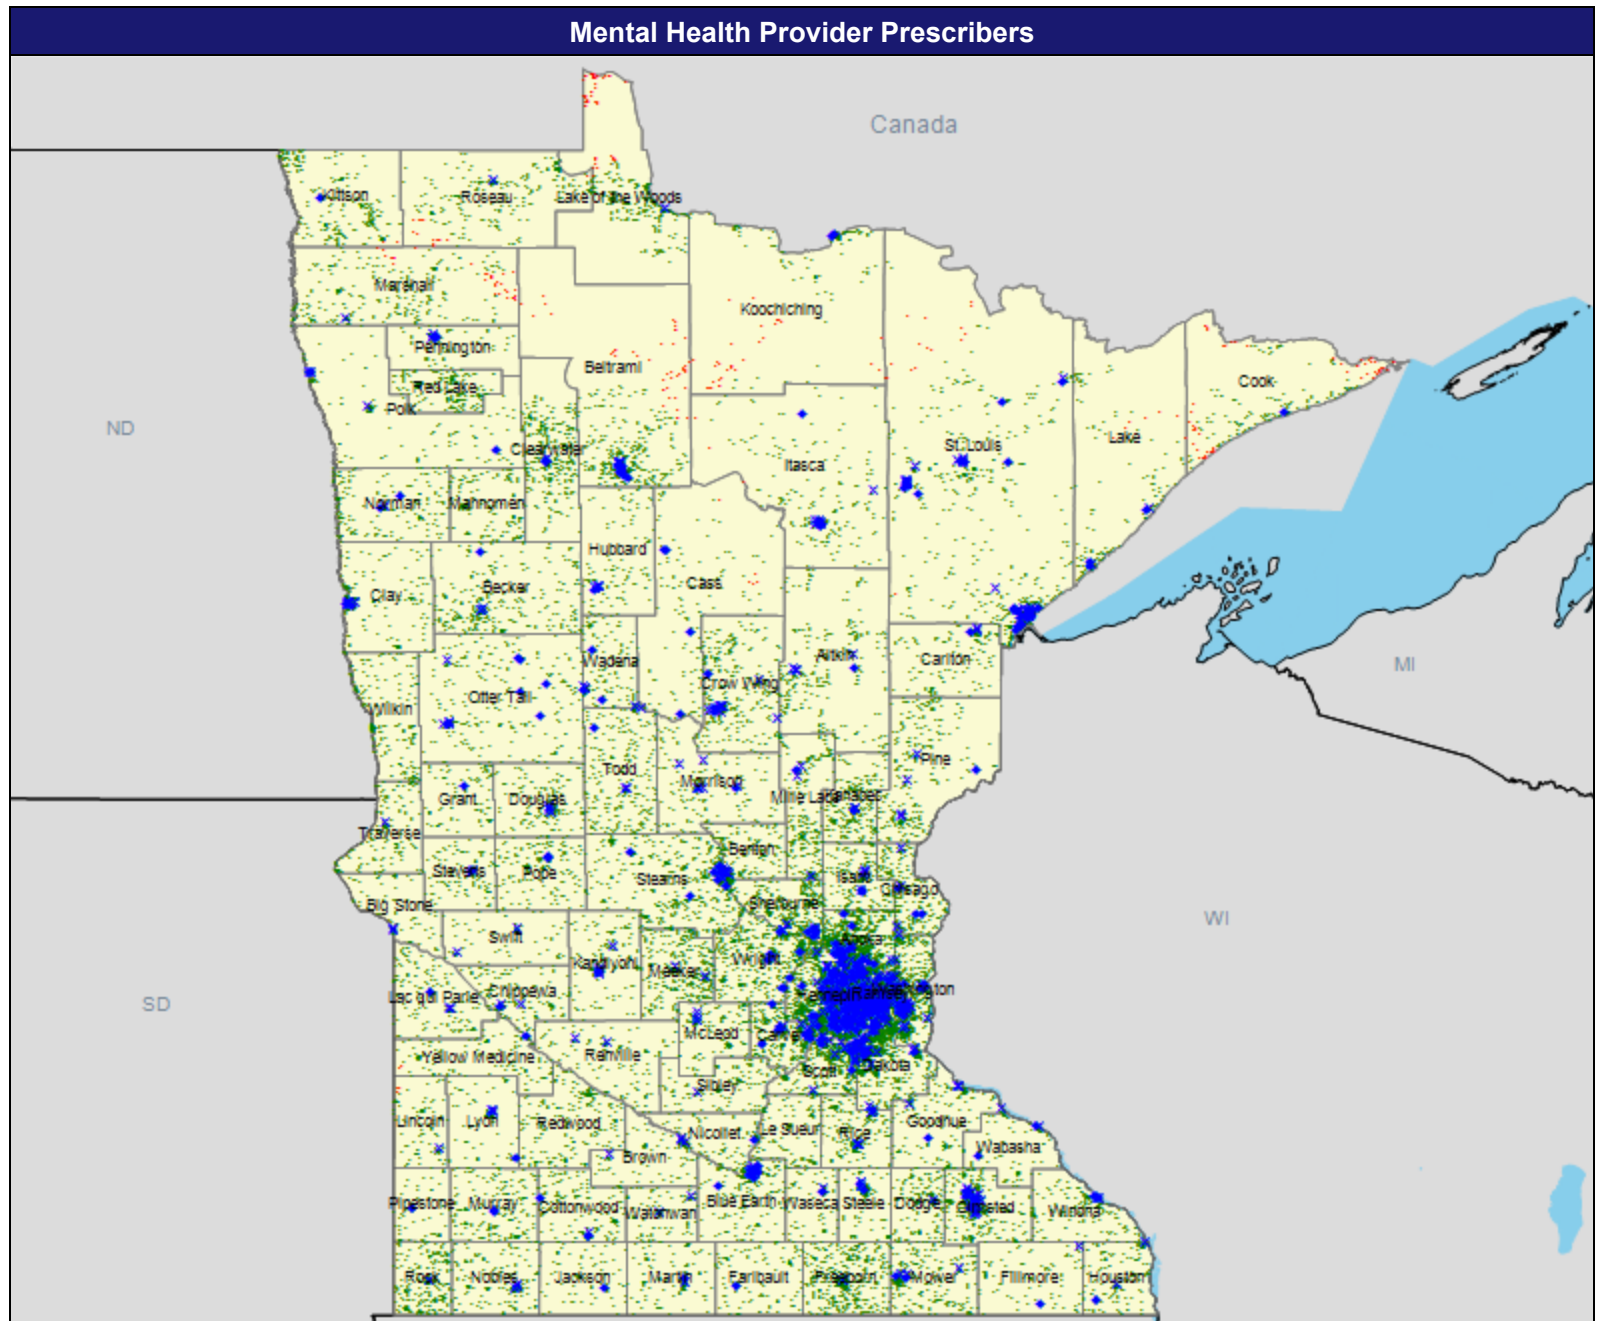 Mental Health Provider Prescribers
Canada
Kittson
Roseau
Lake of the Woods
Marshall
Koochiching
Pennington
Beltrami
Red Lake
Cook
Polk
ND
Lake
St. Louis
Clearwater
Itasca
Norman
Mahnomen
Hubbard
Cass
Becker
Clay
Aitkin
Carlton
Wadena
MI
Crow Wing
Otter Tail
Wilkin
Pine
Todd
Morrison
Mille Lacs
Kanabec
Grant
Douglas
Traverse
Benton
Stevens
Pope
Stearns
Isanti
Chisago
Big Stone
Sherburne
WI
Swift
Anoka
Wright
Kandiyohi
Meeker
Chippewa
Hennepin
Ramsey
Washington
Lac qui Parle
SD
McLeod
Carver
Yellow Medicine
Renville
Scott
Dakota
Sibley
Lincoln
Lyon
Redwood
Nicollet
Le Sueur
Rice
Goodhue
Wabasha
Brown
Pipestone
Murray
Cottonwood
Watonwan
Blue Earth
Waseca
Steele
Dodge
Olmsted
Winona
Rock
Nobles
Jackson
Martin
Faribault
Freeborn
Mower
Fillmore
Houston